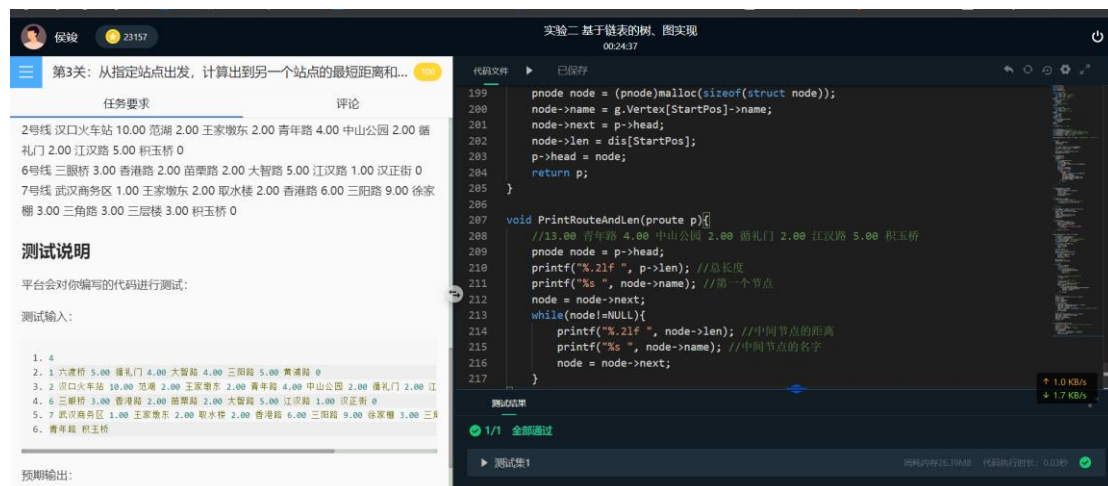 侯竣
23157
实验二 基于链表的树、图实现
00:24:37
第3关：从指定站点出发，计算出到另一个站点的最短距离和...
100
代码文件
已保存
任务要求
评论
2号线 汉口火车站 10.00 范湖 2.00 王家墩东 2.00 青年路 4.00 中山公园 2.00 循
礼门 2.00 江汉路 5.00 积玉桥 0
6号线 三眼桥 3.00 香港路 2.00 苗栗路 2.00 大智路 5.00 江汉路 1.00 汉正街 0
7号线 武汉商务区 1.00 王家墩东 2.00 取水楼 2.00 香港路 6.00 三阳路 9.00 徐家
棚 3.00 三角路 3.00 三层楼 3.00 积玉桥 0
测试说明
平台会对你编写的代码进行测试：
测试输入：
1. 4
2. 1 六渡桥 5.00 循礼门 4.00 大智路 4.00 三阳路 5.00 黄浦路 0
3. 2 汉口火车站 10.00 范湖 2.00 王家墩东 2.00 青年路 4.00 中山公园 2.00 循礼门 2.00 江
4. 6 三眼桥 3.00 香港路 2.00 苗栗路 2.00 大智路 5.00 江汉路 1.00 汉正街 0
5. 7 武汉商务区 1.00 王家墩东 2.00 取水楼 2.00 香港路 6.00 三阳路 9.00 徐家棚 3.00 三
6. 青年路 积玉桥
预期输出：
199 pnode node = (pnode)malloc(sizeof(struct node));
200 node->name = g.Vertex[StartPos]->name;
201 node->next = p->head;
202 node->len = dis[StartPos];
203 p->head = node;
204 return p;
205 }
206
207 void PrintRouteAndLen(proute p){
208 //13.00 青年路 4.00 中山公园 2.00 循礼门 2.00 江汉路 5.00 积玉桥
209 pnode node = p->head;
210 printf("%.2lf ", p->len); //总长度
211 printf("%s ", node->name); //第一个节点
212 node = node->next;
213 while(node!=NULL){
214 printf("%.2lf ", node->len); //中间节点的距离
215 printf("%s ", node->name); //中间节点的名字
216 node = node->next;
217 }
↑ 1.0 KB/s
↓ 1.7 KB/s
测试结果
1/1 全部通过
测试集1
消耗内存26.39MB 代码执行时长：0.03秒